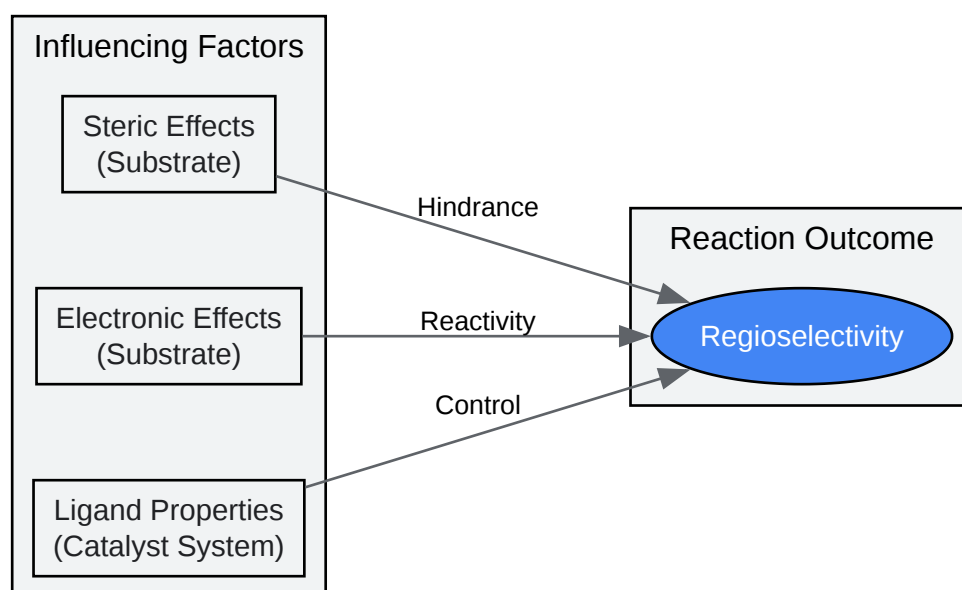 Influencing Factors
Steric Effects
(Substrate)
Hindrance
Reaction Outcome
Electronic Effects
(Substrate)
Reactivity
Regioselectivity
Control
Ligand Properties
(Catalyst System)